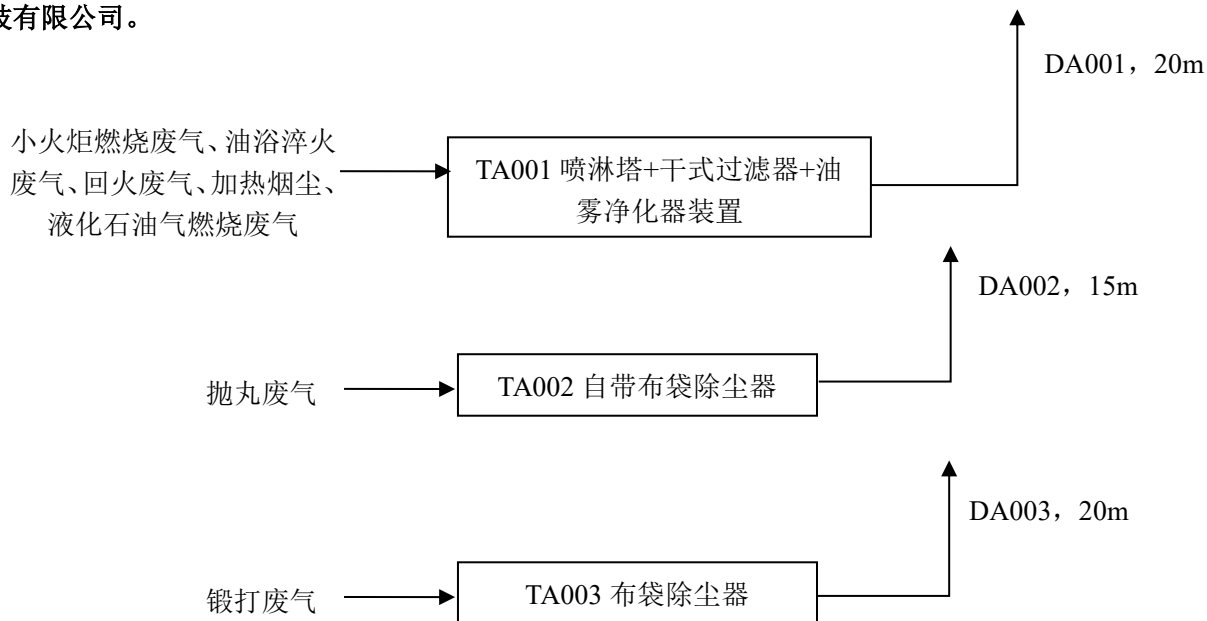 技有限公司。
DA001，20m
小火炬燃烧废气、油浴淬火
废气、回火废气、加热烟尘、
液化石油气燃烧废气
TA001 喷淋塔+干式过滤器+油
雾净化器装置
DA002，15m
抛丸废气
TA002 自带布袋除尘器
DA003，20m
锻打废气
TA003 布袋除尘器